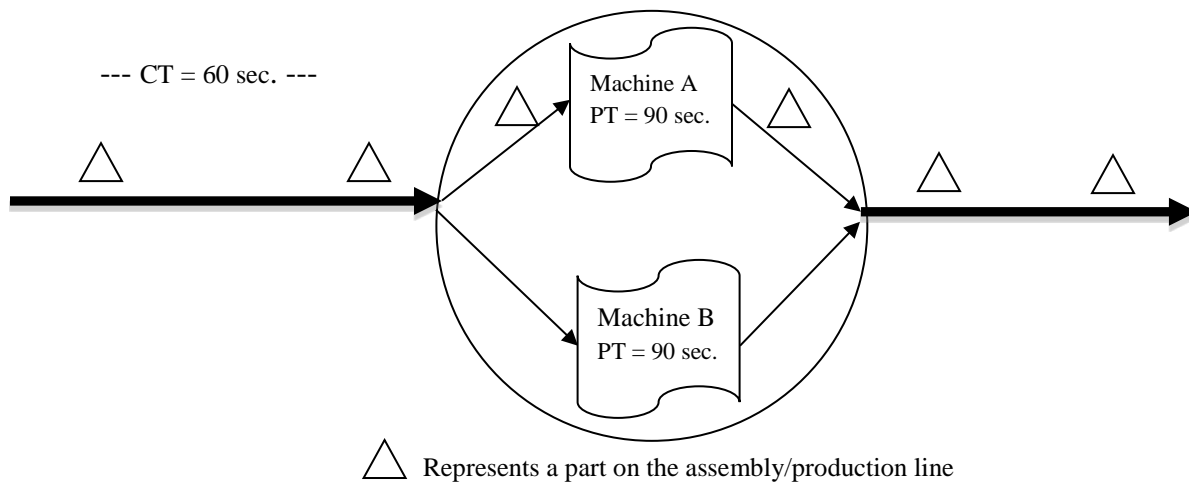 --- CT = 60 sec. ---
Machine A
PT = 90 sec.
Machine B
PT = 90 sec.
Represents a part on the assembly/production line